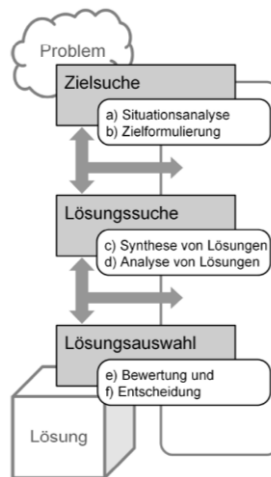 Problem
Zielsuche
a) Situationsanalyse
b) Zielformulierung
Lösungssuche
c) Synthese von Lösungen
d) Analyse von Lösungen
Lösungsauswahl
e) Bewertung und
f) Entscheidung
Lösung